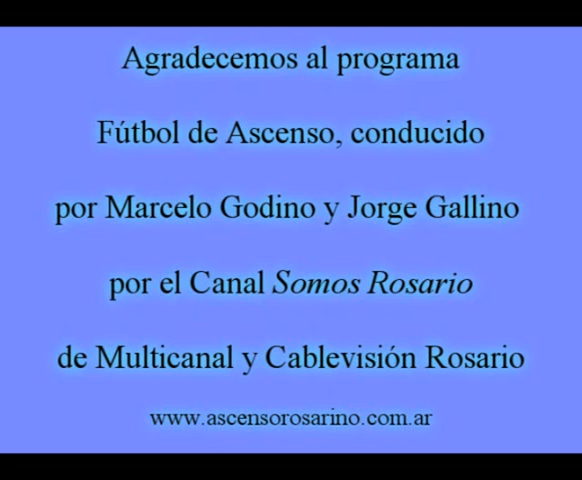 Agradecemos al programa
Fútbol de Ascenso, conducido
por Marcelo Godino y Jorge Gallino
por el Canal Somos Rosario
de Multicanal y Cablevisión Rosario
www.ascensorosarino.com.ar